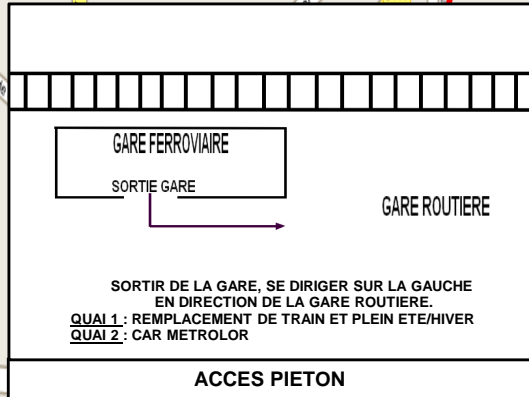 GARE FERROVIAIRE
SORTIE GARE
GARE ROUTIERE
SORTIR DE LA GARE, SE DIRIGER SUR LA GAUCHE
EN DIRECTION DE LA GARE ROUTIERE.
QUAI 1 : REMPLACEMENT DE TRAIN ET PLEIN ETE/HIVER
QUAI 2 : CAR METROLOR
ACCES PIETON